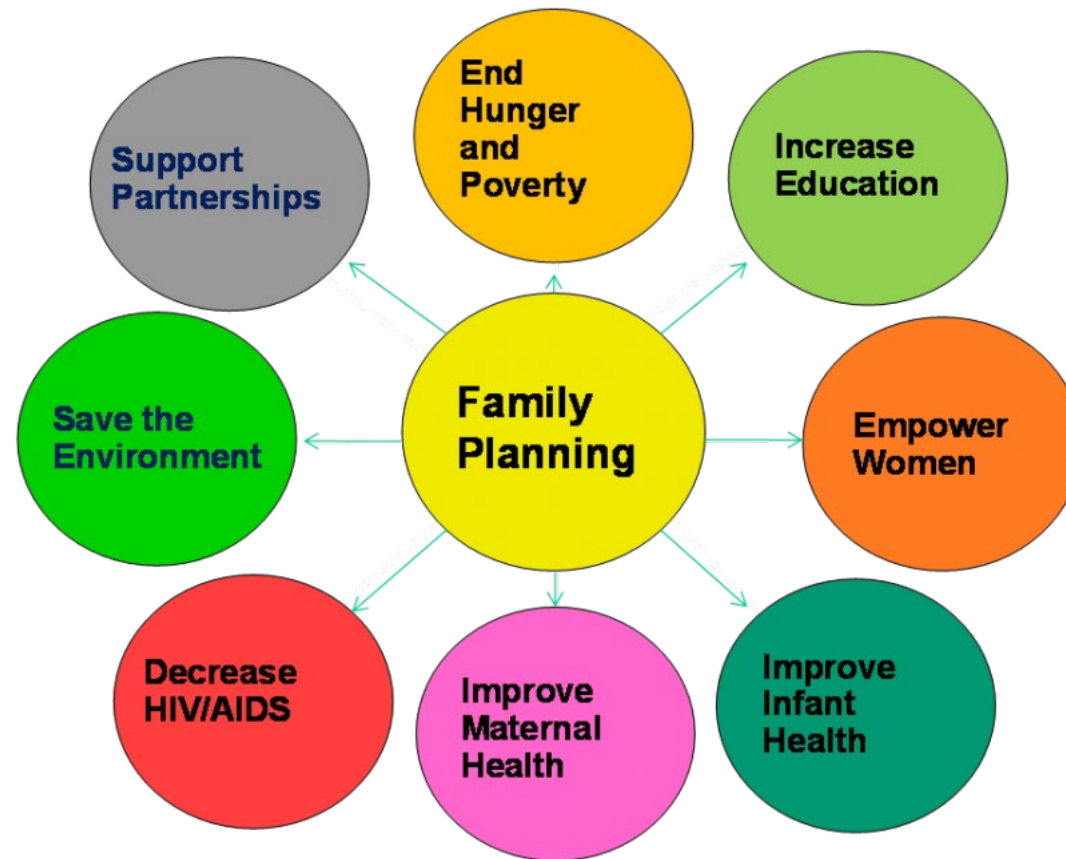 End
Hunger
and
Poverty
Support
Partnerships
Increase
Education
Family
Planning
Save the
Environment
Empower
Women
Decrease
HIV/AIDS
Improve
Maternal
Health
Improve
Infant
Health